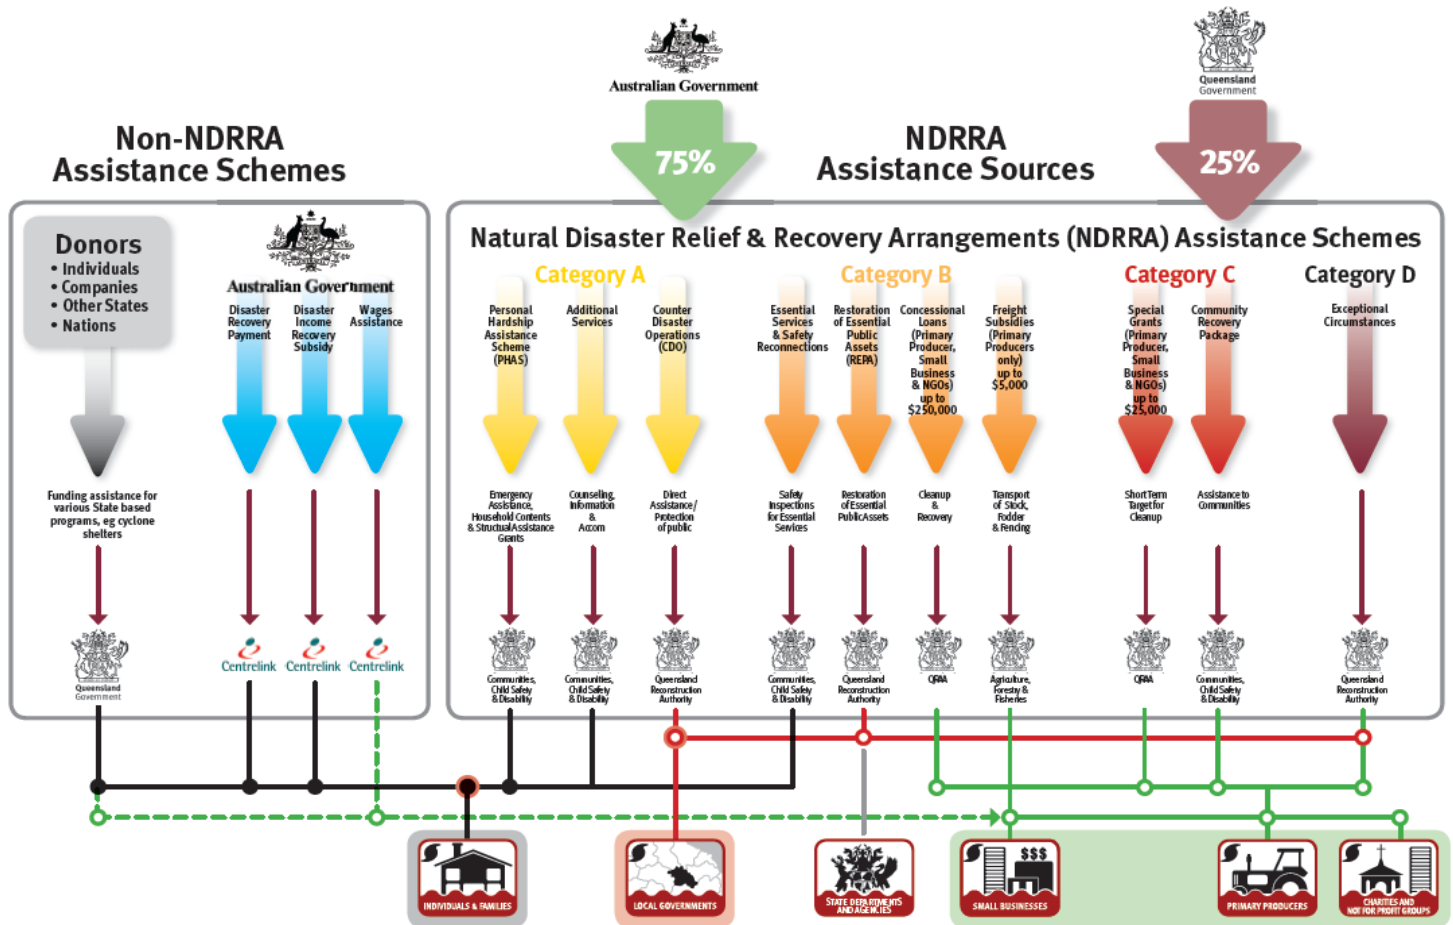 Australian Government
Queensland
Government
Non-NDRRA
Assistance Schemes
75%
NDRRA
Assistance Sources
25%
Donors
• Individuals
• Companies
• Other States
• Nations
Australian Government
Disaster
Recovery
Payment
Disaster
Income
Recovery
Subsidy
Wages
Assistance
Funding assistance for
various State based
programs, eg cyclone
shelters
Queensland
Government
Centrelink
Centrelink
Centrelink
Natural Disaster Relief & Recovery Arrangements (NDRRA) Assistance Schemes
Category A
Personal
Hardship
Assistance
Scheme
(PHAS)
Additional
Services
Counter
Disaster
Operations
(CDO)
Category B
Essential
Services
& Safety
Reconnections
Restoration
of Essential
Public
Assets
(REPA)
Concessional
Loans
(Primary
Producer,
Small
Business
& NGOs)
up to
$250,000
Freight
Subsidies
(Primary
Producers
only)
up to
$5,000
Category C
Special
Grants
(Primary
Producer,
Small
Business
& NGOs)
up to
$25,000
Community
Recovery
Package
Category D
Exceptional
Circumstances
Emergency
Assistance,
Household Contents
& Structual Assistance
Grants
Counseling,
Information
&
Accom
Direct
Assistance/
Protection
of public
Safety
Inspections
for Essential
Services
Restoration
of Essential
Public Assets
Cleanup
&
Recovery
Transport
of Stock,
Fodder
& Fencing
Short Term
Target for
Cleanup
Assistance to
Communities
Communities,
Child Safety
& Disability
Communities,
Child Safety
& Disability
Queensland
Reconstruction
Authority
Communities,
Child Safety
& Disability
Queensland
Reconstruction
Authority
QRAA
Agriculture,
Forestry &
Fisheries
QRAA
Communities,
Child Safety
& Disability
Queensland
Reconstruction
Authority
INDIVIDUALS & FAMILIES
LOCAL GOVERNMENTS
STATE DEPARTMENTS
AND AGENCIES
$$$
SMALL BUSINESSES
PRIMARY PRODUCERS
CHARITIES AND
NOT FOR PROFIT GROUPS